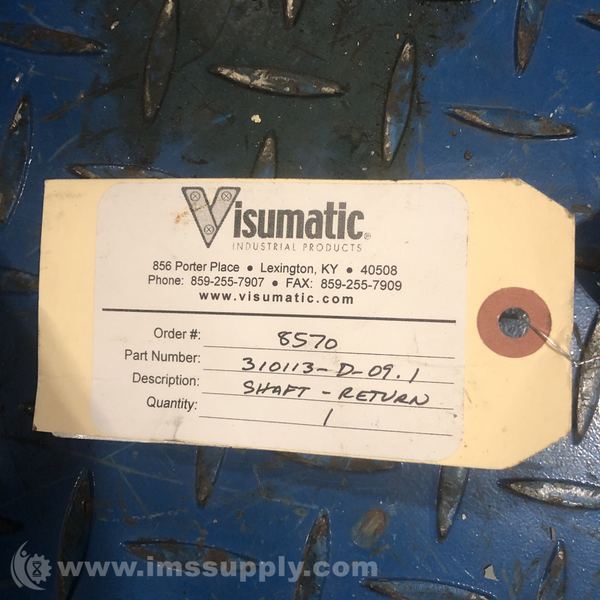 Visumatic®
INDUSTRIAL PRODUCTS
856 Porter Place • Lexington, KY • 40508
Phone: 859-255-7907 • FAX: 859-255-7909
www.visumatic.com
Order #: 8570
Part Number: 310113-D-09.1
Description: SHAFT - RETURN
Quantity: 1
www.imssupply.com